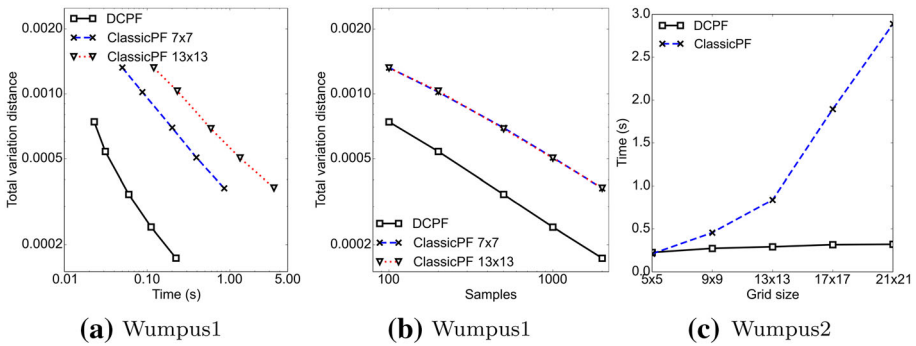 DCPF
ClassicPF 7x7
ClassicPF 13x13
Total variation distance
0.0020
0.0010
0.0005
0.0002
0.01
0.10
1.00
5.00
Time (s)
(a) Wumpus1
Total variation distance
0.0020
0.0010
0.0005
0.0002
DCPF
ClassicPF 7x7
ClassicPF 13x13
100
1000
Samples
(b) Wumpus1
DCPF
ClassicPF
Time (s)
3.0
2.5
2.0
1.5
1.0
0.5
0.0
5x5
9x9
13x13
17x17
21x21
Grid size
(c) Wumpus2